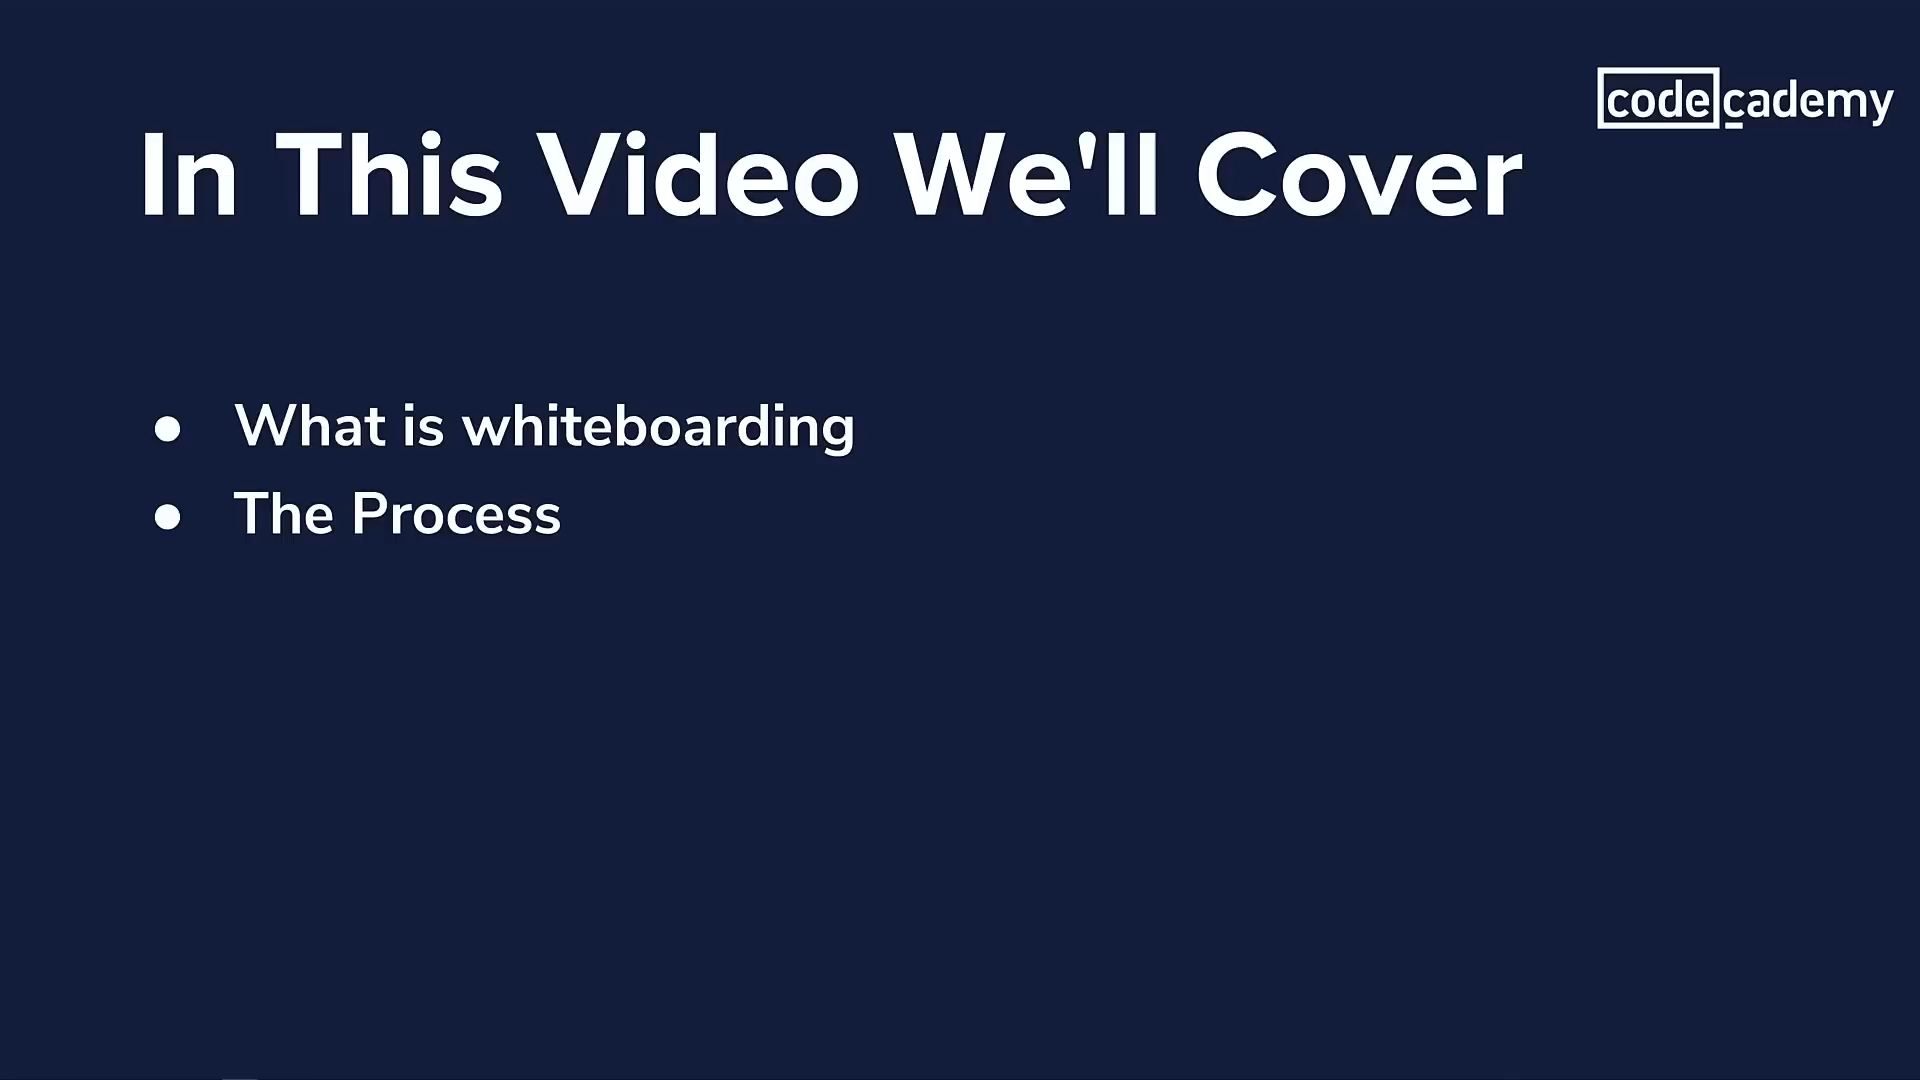 codecademy
In This Video We'll Cover
● What is whiteboarding
● The Process